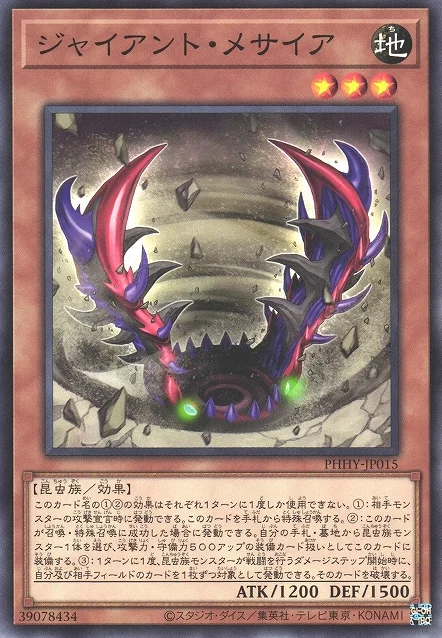 ジャイアント・メサイア
地
PHHY-JP015
【昆虫族／効果】
このカード名の①②の効果はそれぞれ1ターンに1度しか使用できない。①：相手モン
スターの攻撃宣言時に発動できる。このカードを手札から特殊召喚する。②：このカード
が召喚・特殊召喚に成功した場合に発動できる。自分の手札・墓地から昆虫族モン
スター1体を選び、攻撃力・守備力500アップの装備カード扱いとしてこのカードに
装備する。③：1ターンに1度、昆虫族モンスターが戦闘を行うダメージステップ開始時に、
自分及び相手フィールドのカードを1枚ずつ対象として発動できる。そのカードを破壊する。
ATK/1200 DEF/1500
39078434 ©スタジオ・ダイス/集英社・テレビ東京・KONAMI